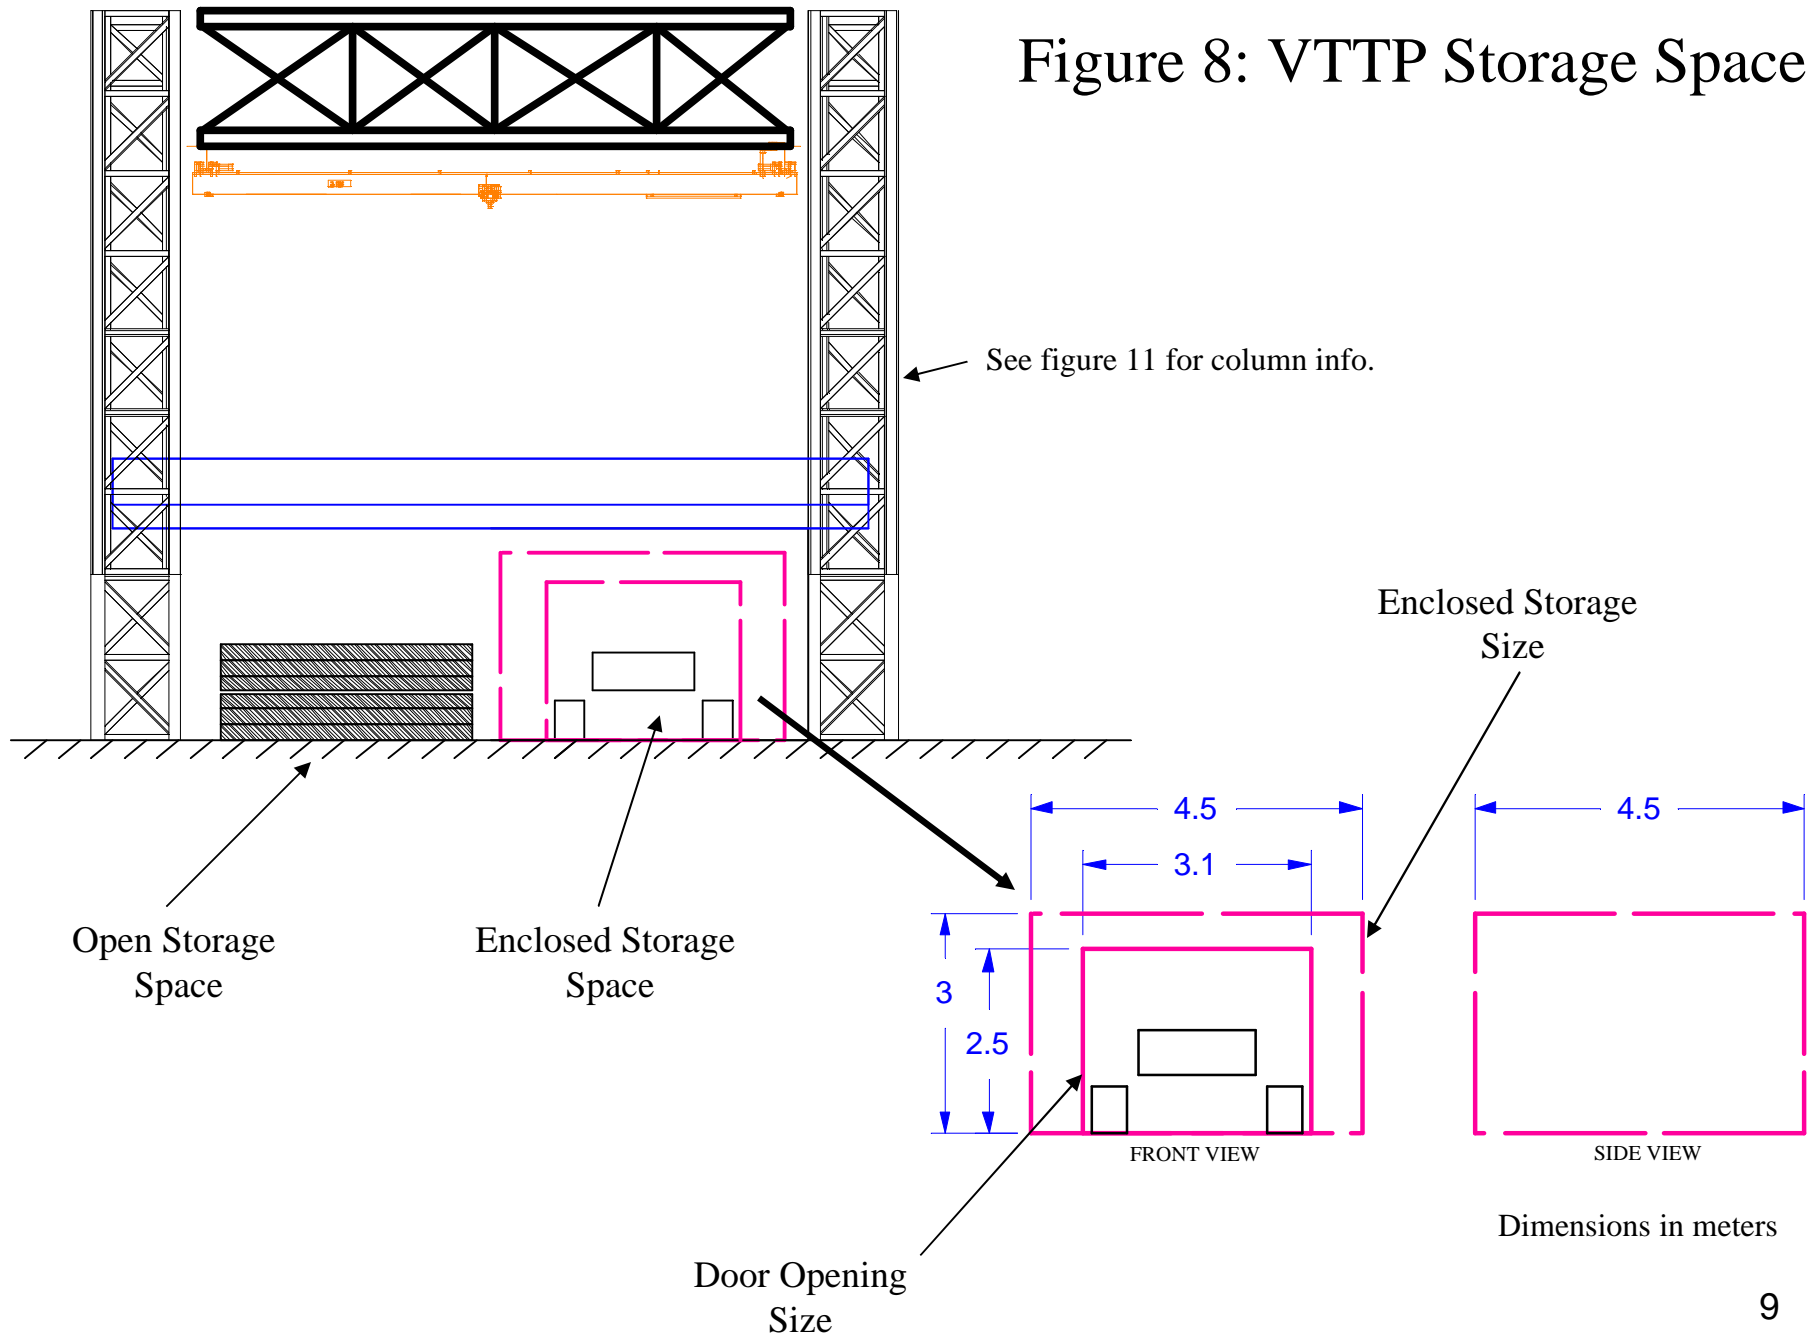 Figure 8: VTTP Storage Space
See figure 11 for column info.
Enclosed Storage
Size
4.5
4.5
3.1
Open Storage
Space
Enclosed Storage
Space
3
2.5
FRONT VIEW
SIDE VIEW
Dimensions in meters
Door Opening
Size
9